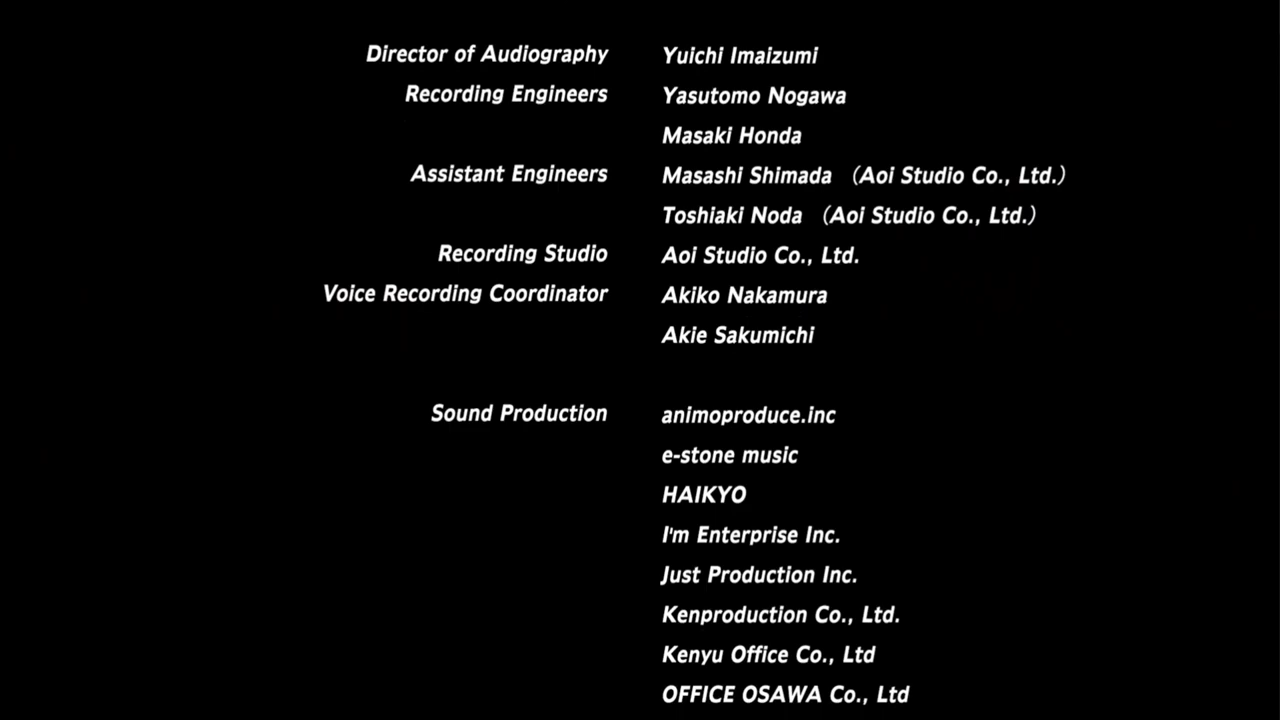 Director of Audiography Yuichi Imaizumi
Recording Engineers Yasutomo Nogawa
Masaki Honda
Assistant Engineers Masashi Shimada (Aoi Studio Co., Ltd.)
Toshiaki Noda (Aoi Studio Co., Ltd.)
Recording Studio Aoi Studio Co., Ltd.
Voice Recording Coordinator Akiko Nakamura
Akie Sakumichi
Sound Production animoproduce.inc
e-stone music
HAIKYO
I'm Enterprise Inc.
Just Production Inc.
Kenproduction Co., Ltd.
Kenyu Office Co., Ltd
OFFICE OSAWA Co., Ltd